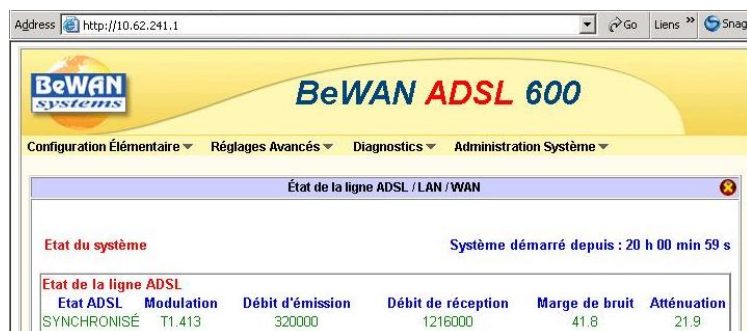 Address http://10.62.241.1 Go Liens » Snag
BeWAN
systems
BeWAN ADSL 600
Configuration Élémentaire Réglages Avancés Diagnostics Administration Système
État de la ligne ADSL / LAN / WAN
Etat du système Système démarré depuis : 20 h 00 min 59 s
Etat de la ligne ADSL
Etat ADSL Modulation Débit d'émission Débit de réception Marge de bruit Atténuation
SYNCHRONISÉ T1.413 320000 1216000 41.8 21.9